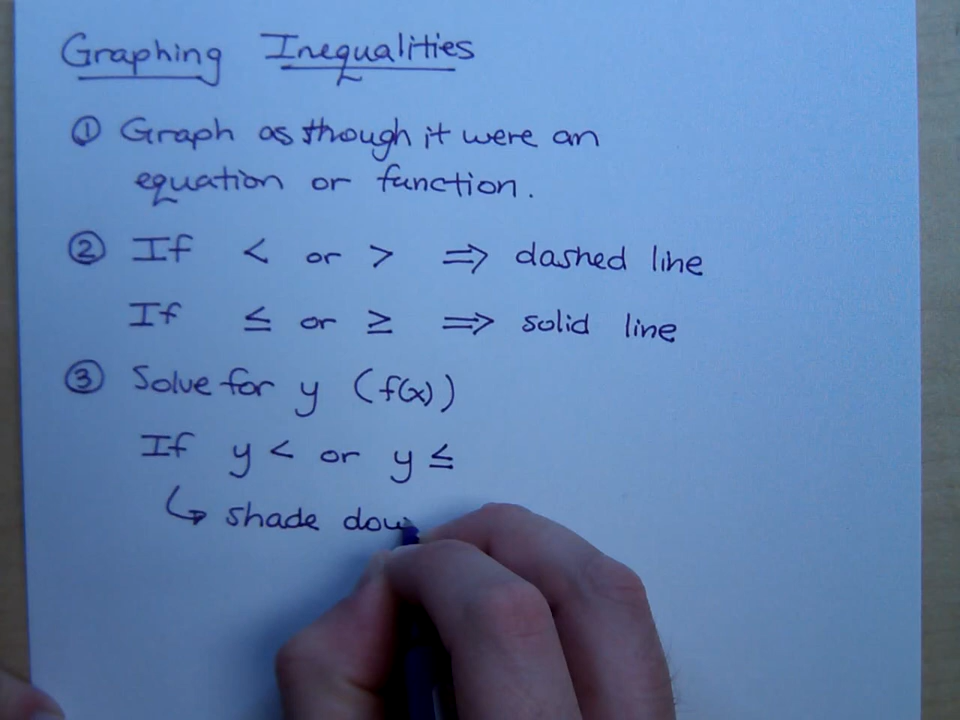 Graphing Inequalities
① Graph as though it were an
equation or function.
② If < or > ⇒ dashed line
If ≤ or ≥ ⇒ solid line
③ Solve for y (f(x))
If y < or y ≤
↳ shade dow